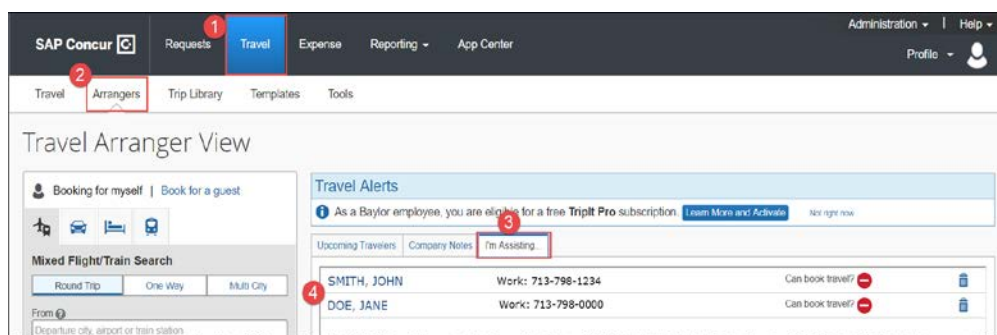 Administration | Help
1
SAP Concur C Requests Travel Expense Reporting App Center
Profile
2
Travel Arrangers Trip Library Templates Tools
Travel Arranger View
Booking for myself | Book for a guest
Mixed Flight/Train Search
Round Trip One Way Multi City
From ?
Departure city, airport or train station
Travel Alerts
As a Baylor employee, you are eligible for a free TripIt Pro subscription. Learn More and Activate Not right now
3
Upcoming Travelers Company Notes I'm Assisting...
SMITH, JOHN Work: 713-798-1234 Can book travel?
4
DOE, JANE Work: 713-798-0000 Can book travel?